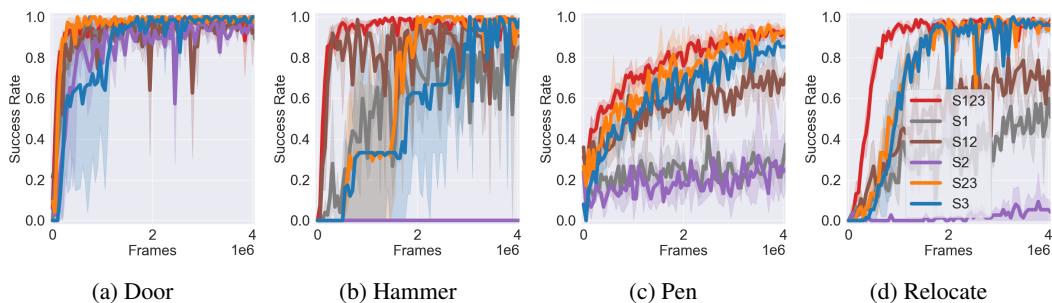 1.0
0.8
0.6
0.4
0.2
0.0
Success Rate
0
2
4
1e6
Frames
(a) Door
1.0
0.8
0.6
0.4
0.2
0.0
Success Rate
0
2
4
1e6
Frames
(b) Hammer
1.0
0.8
0.6
0.4
0.2
0.0
Success Rate
0
2
4
1e6
Frames
(c) Pen
1.0
0.8
0.6
0.4
0.2
0.0
Success Rate
S123
S1
S12
S2
S23
S3
0
2
4
1e6
Frames
(d) Relocate